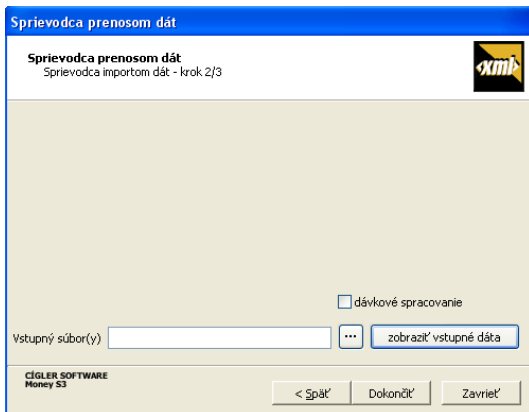 Sprievodca prenosom dát
Sprievodca prenosom dát
Sprievodca importom dát - krok 2/3
<xml>
dávkové spracovanie
Vstupný súbor(y)
... zobraziť vstupné dáta
CÍGLER SOFTWARE
Money S3
< Späť Dokončiť Zavrieť